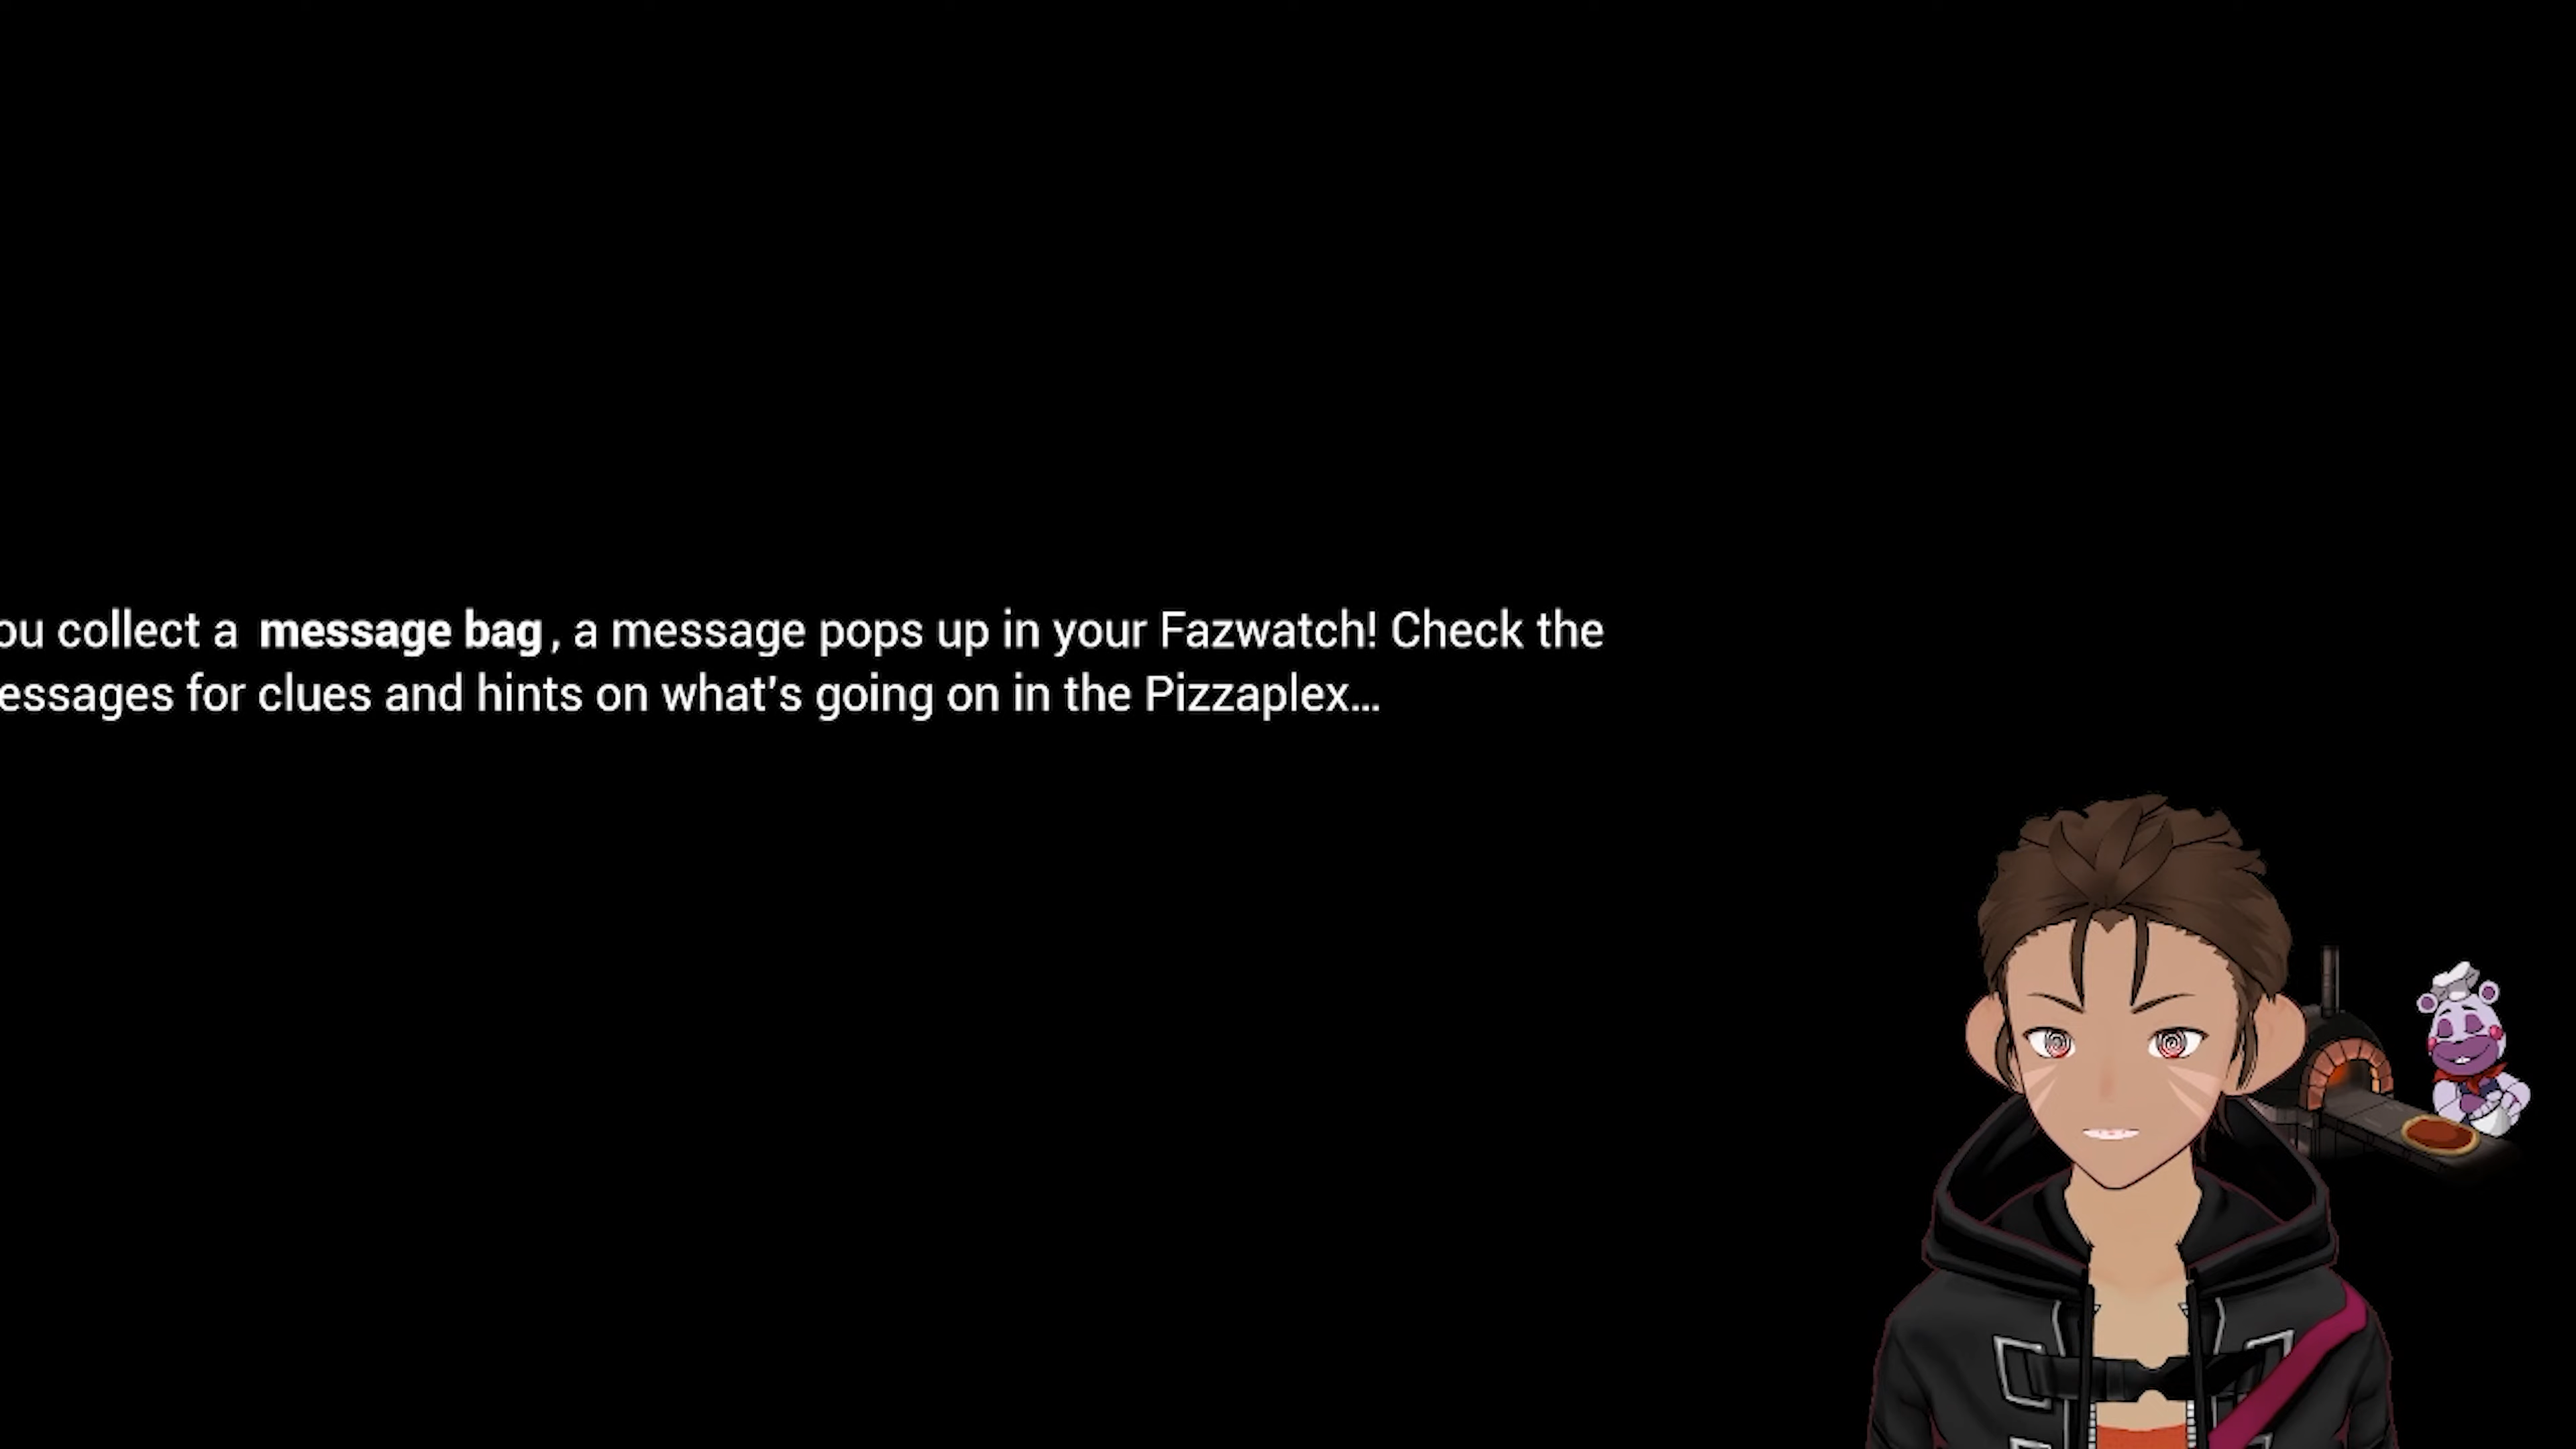 ou collect a message bag, a message pops up in your Fazwatch! Check the
essages for clues and hints on what's going on in the Pizzaplex...